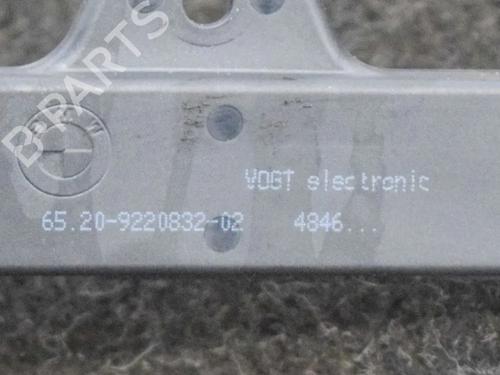 B-PARTS
BMW
VOGT electronic
65.20-9220832-02 4846...